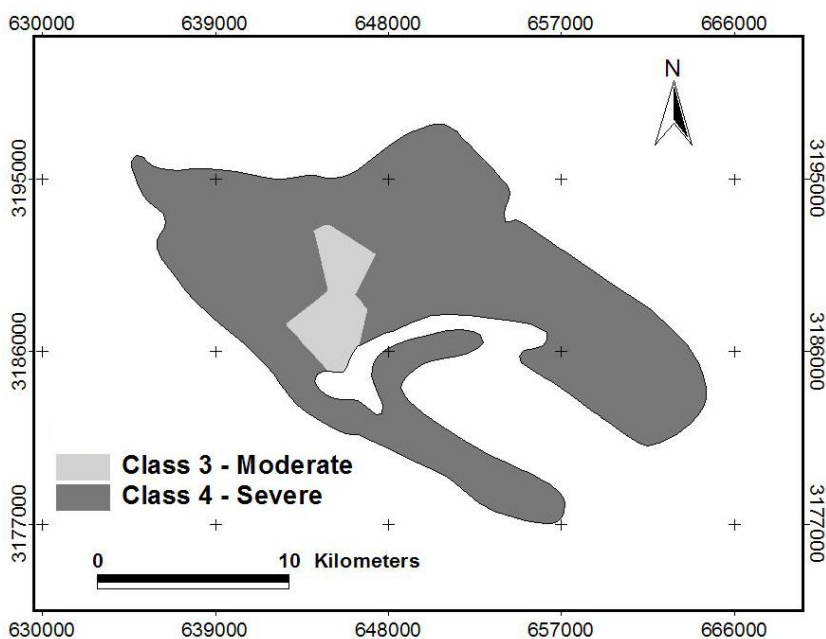 630000 639000 648000 657000 666000
N
3195000 3195000
3186000 3186000
Class 3 - Moderate
Class 4 - Severe
3177000 3177000
0 10 Kilometers
630000 639000 648000 657000 666000